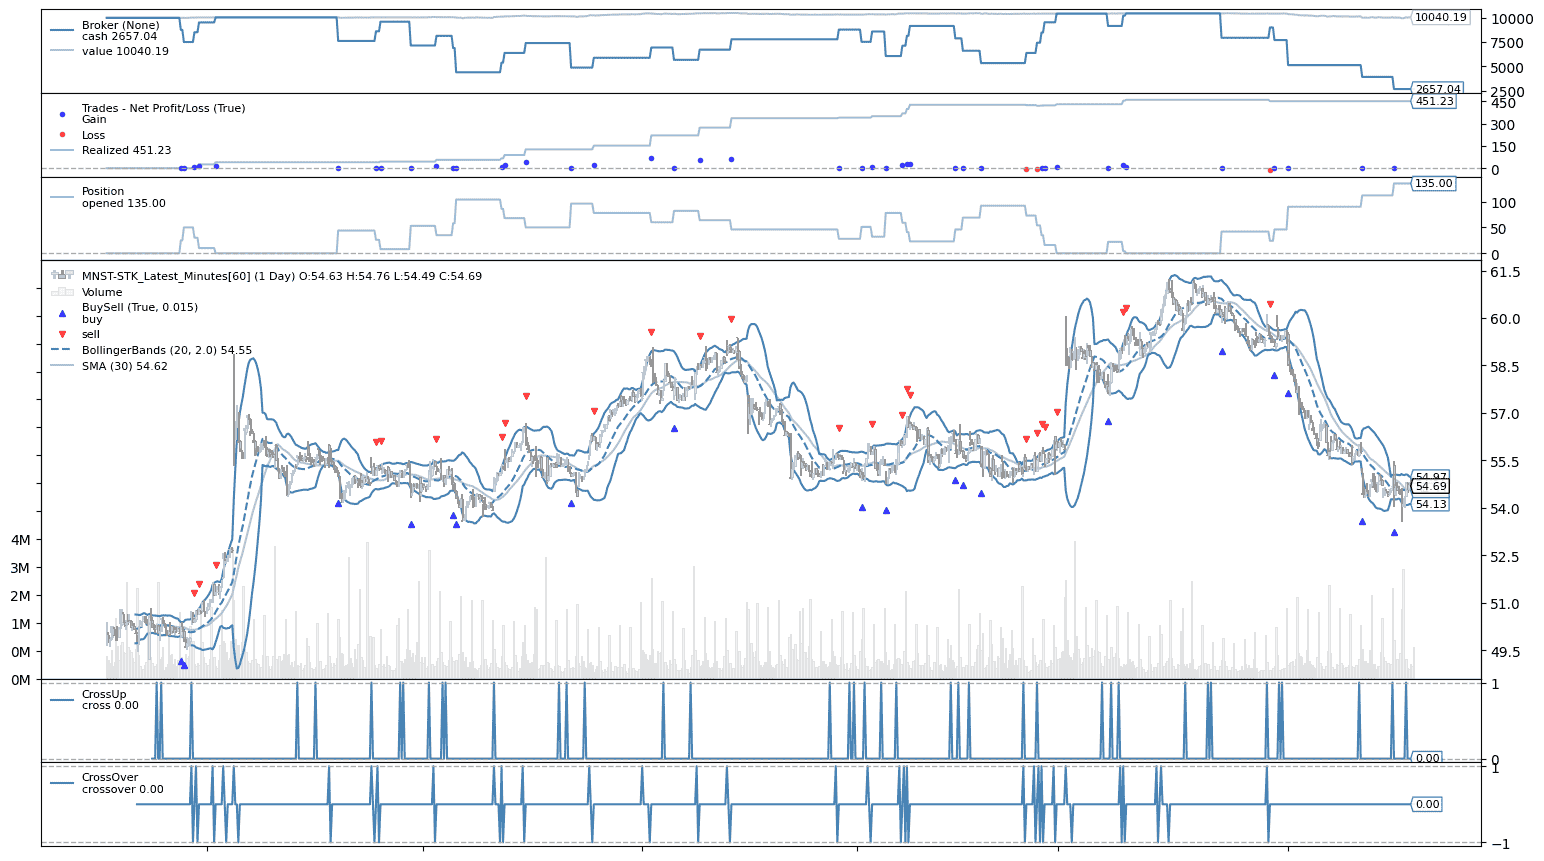 Broker (None)
cash 2657.04
value 10040.19
10040.19
10000
7500
5000
2657.04
2500
Trades - Net Profit/Loss (True)
Gain
Loss
Realized 451.23
451.23
450
300
150
0
Position
opened 135.00
135.00
100
50
0
MNST-STK_Latest_Minutes[60] (1 Day) O:54.63 H:54.76 L:54.49 C:54.69
Volume
BuySell (True, 0.015)
buy
sell
BollingerBands (20, 2.0) 54.55
SMA (30) 54.62
61.5
60.0
58.5
57.0
55.5
54.97
54.69
54.13
54.0
52.5
51.0
49.5
4M
3M
2M
1M
0M
0M
CrossUp
cross 0.00
1
0.00
0
CrossOver
crossover 0.00
1
0.00
−1